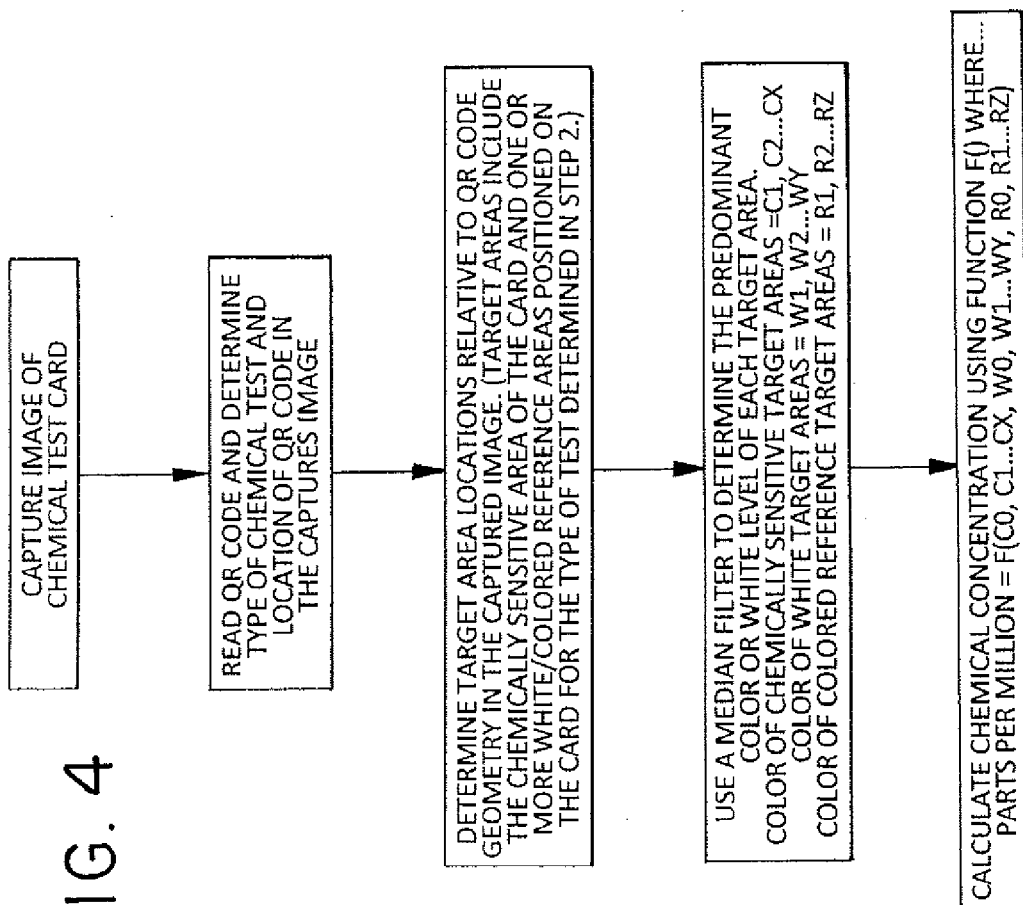 IG. 4
CAPTURE IMAGE OF
CHEMICAL TEST CARD
READ QR CODE AND DETERMINE
TYPE OF CHEMICAL TEST AND
LOCATION OF QR CODE IN
THE CAPTURES IMAGE
DETERMINE TARGET AREA LOCATIONS RELATIVE TO QR CODE
GEOMETRY IN THE CAPTURED IMAGE. (TARGET AREAS INCLUDE
THE CHEMICALLY SENSITIVE AREA OF THE CARD AND ONE OR
MORE WHITE/COLORED REFERENCE AREAS POSITIONED ON
THE CARD FOR THE TYPE OF TEST DETERMINED IN STEP 2.)
USE A MEDIAN FILTER TO DETERMINE THE PREDOMINANT
COLOR OR WHITE LEVEL OF EACH TARGET AREA.
COLOR OF CHEMICALLY SENSITIVE TARGET AREAS =C1, C2...CX
COLOR OF WHITE TARGET AREAS = W1, W2...WY
COLOR OF COLORED REFERENCE TARGET AREAS = R1, R2...RZ
CALCULATE CHEMICAL CONCENTRATION USING FUNCTION F() WHERE...
PARTS PER MILLION = F(C0, C1...CX, W0, W1...WY, R0, R1...RZ)